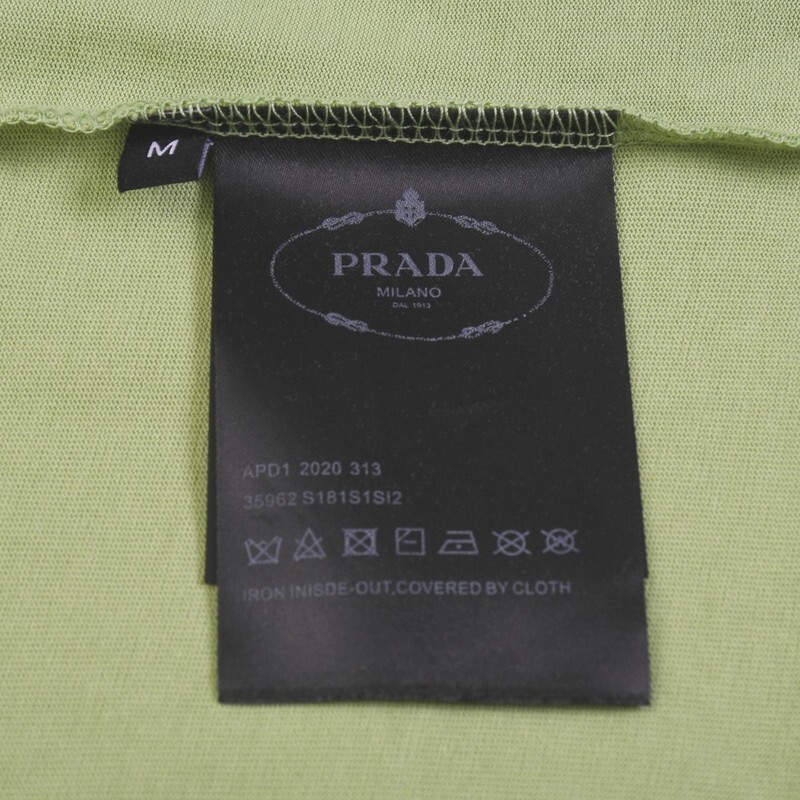 M
PRADA
MILANO
DAL 1913
APD1 2020 313
35962 S181S1SI2
IRON INISDE-OUT,COVERED BY CLOTH